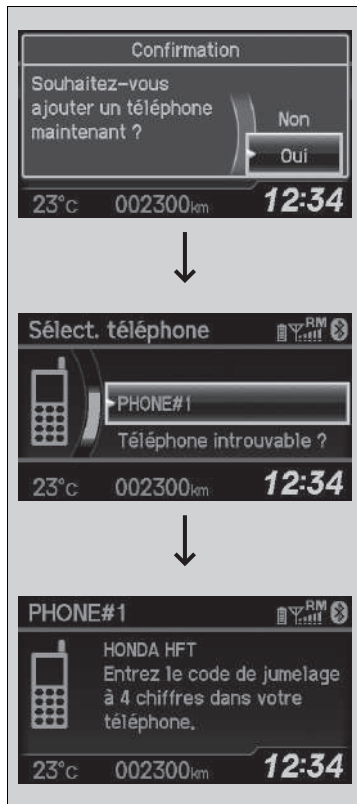 Confirmation
Souhaitez-vous
ajouter un téléphone
maintenant ?
Non
Oui
23°c 002300km 12:34
Sélect. téléphone RM
PHONE#1
Téléphone introuvable ?
23°c 002300km 12:34
PHONE#1 RM
HONDA HFT
Entrez le code de jumelage
à 4 chiffres dans votre
téléphone.
23°c 002300km 12:34